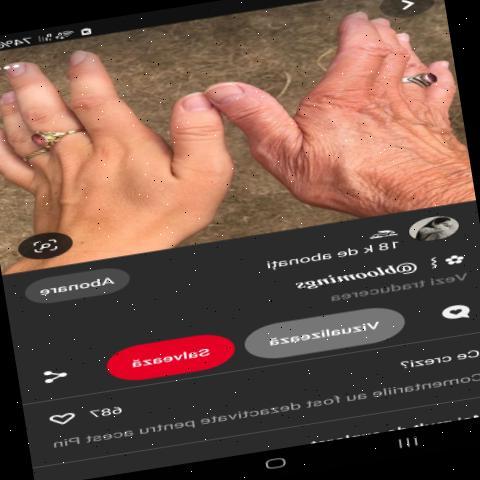 74%
18 k de abonați
Abonare
@bloomings
Vezi traducerea
Vizualizează
Salvează
Ce crezi?
687
Comentariile au fost dezactivate pentru acest Pin